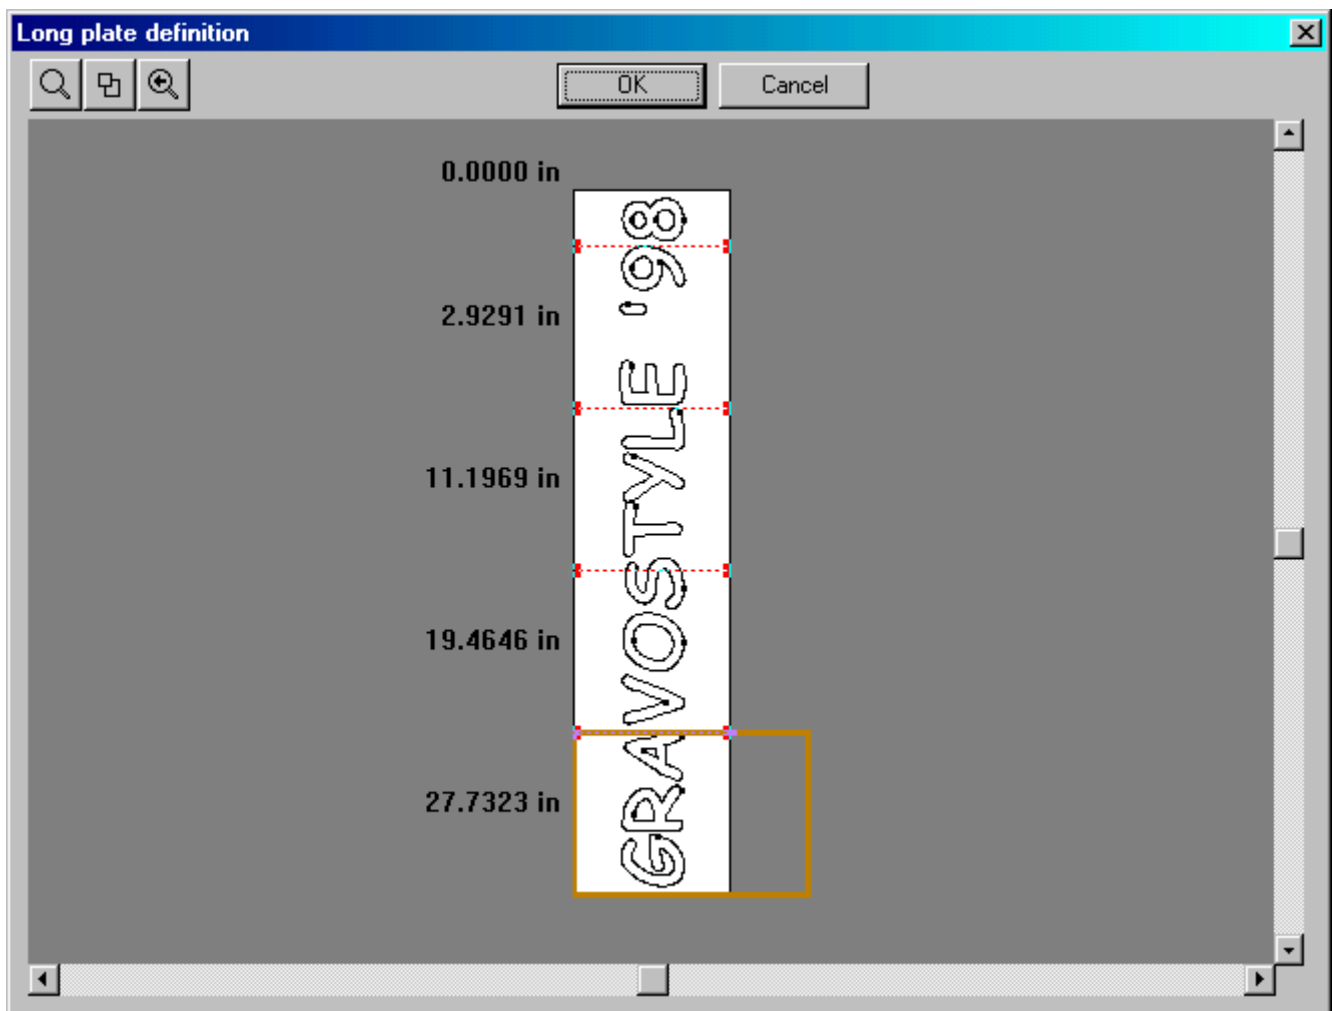 Long plate definition
OK Cancel
0.0000 in
2.9291 in
11.1969 in
19.4646 in
27.7323 in
GRAVOSTYLE '98